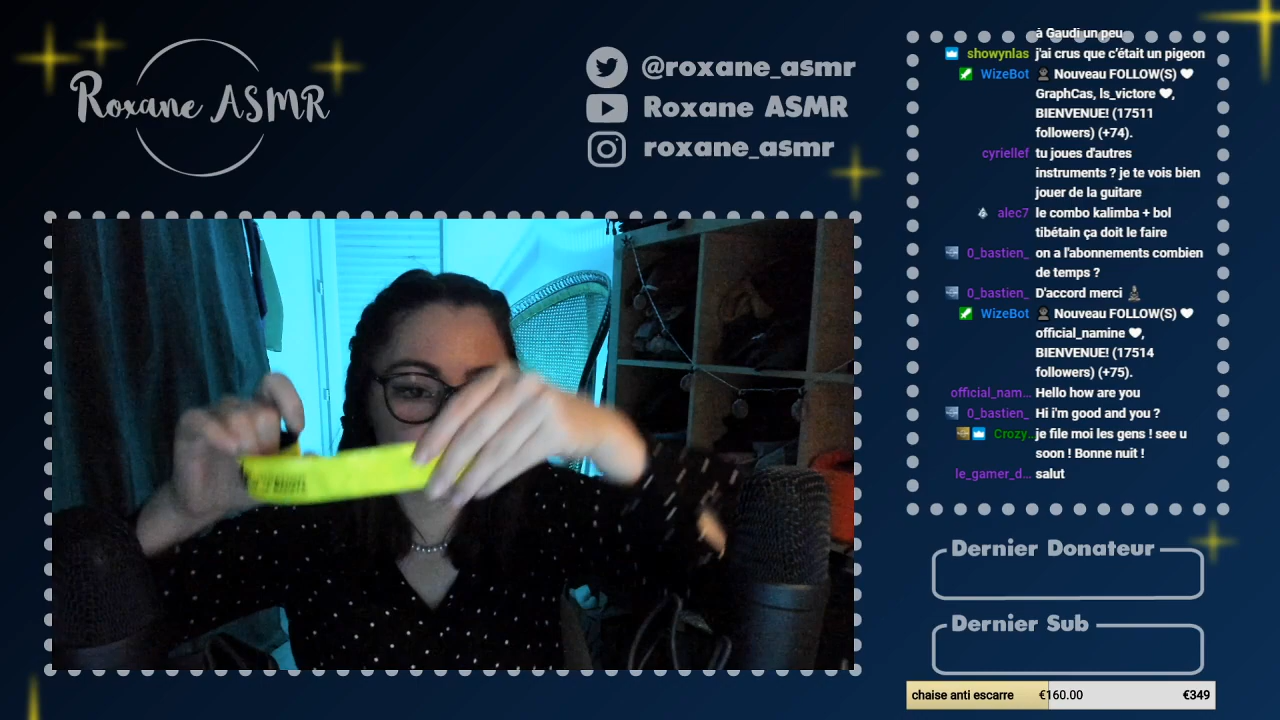 Roxane ASMR
@roxane_asmr
Roxane ASMR
roxane_asmr
à Gaudi un peu
showynlas j'ai crus que c'était un pigeon
WizeBot Nouveau FOLLOW(S)
GraphCas, ls_victore ,
BIENVENUE! (17511
followers) (+74).
cyriellef tu joues d'autres
instruments ? je te vois bien
jouer de la guitare
alec7 le combo kalimba + bol
tibétain ça doit le faire
0_bastien_ on a l'abonnements combien
de temps ?
0_bastien_ D'accord merci
WizeBot Nouveau FOLLOW(S)
official_namine ,
BIENVENUE! (17514
followers) (+75).
official_nam... Hello how are you
0_bastien_ Hi i'm good and you ?
Crozy... je file moi les gens ! see u
soon ! Bonne nuit !
le_gamer_d... salut
Dernier Donateur
Dernier Sub
chaise anti escarre €160.00 €349